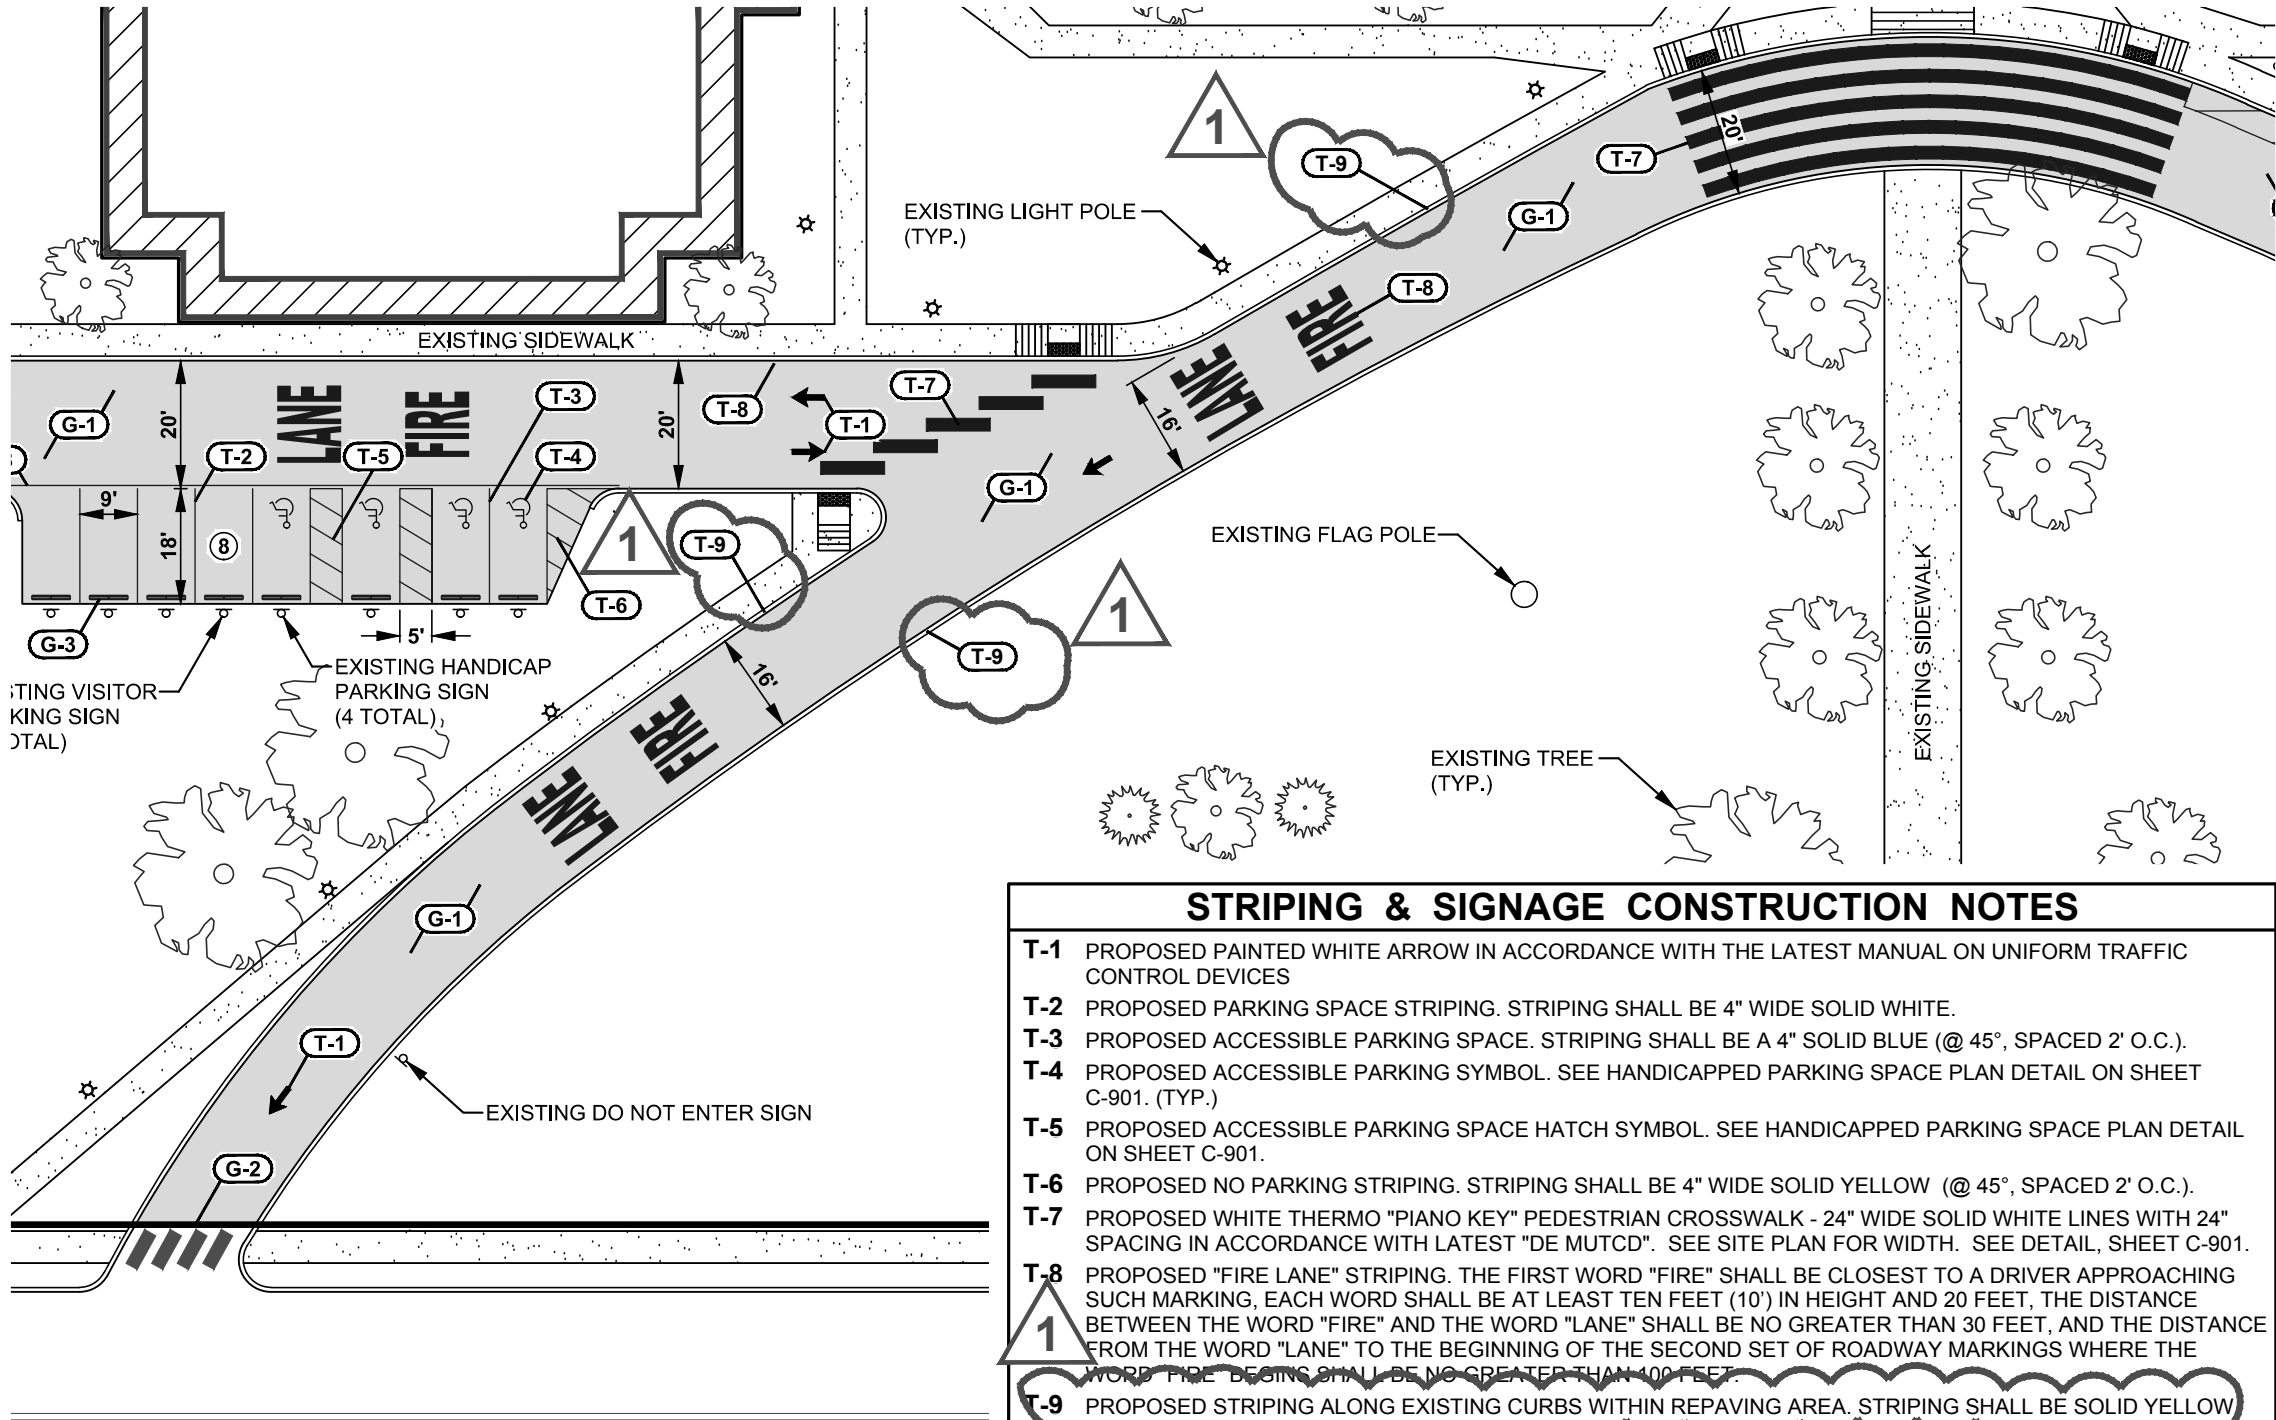 1
T-9
T-7
20'
EXISTING LIGHT POLE
(TYP.)
G-1
T-8
FIRE
LANE
EXISTING SIDEWALK
LANE
FIRE
G-1
20'
T-2
T-5
T-3
T-4
20'
T-8
T-1
T-7
16'
G-1
9'
18'
8
1
T-9
T-6
G-3
5'
EXISTING FLAG POLE
1
T-9
EXISTING SIDEWALK
STING VISITOR
KING SIGN
OTAL)
EXISTING HANDICAP
PARKING SIGN
(4 TOTAL)
16'
FIRE
LANE
EXISTING TREE
(TYP.)
G-1
T-1
EXISTING DO NOT ENTER SIGN
G-2
STRIPING & SIGNAGE CONSTRUCTION NOTES
T-1 PROPOSED PAINTED WHITE ARROW IN ACCORDANCE WITH THE LATEST MANUAL ON UNIFORM TRAFFIC
CONTROL DEVICES
T-2 PROPOSED PARKING SPACE STRIPING. STRIPING SHALL BE 4" WIDE SOLID WHITE.
T-3 PROPOSED ACCESSIBLE PARKING SPACE. STRIPING SHALL BE A 4" SOLID BLUE (@ 45°, SPACED 2' O.C.).
T-4 PROPOSED ACCESSIBLE PARKING SYMBOL. SEE HANDICAPPED PARKING SPACE PLAN DETAIL ON SHEET
C-901. (TYP.)
T-5 PROPOSED ACCESSIBLE PARKING SPACE HATCH SYMBOL. SEE HANDICAPPED PARKING SPACE PLAN DETAIL
ON SHEET C-901.
T-6 PROPOSED NO PARKING STRIPING. STRIPING SHALL BE 4" WIDE SOLID YELLOW (@ 45°, SPACED 2' O.C.).
T-7 PROPOSED WHITE THERMO "PIANO KEY" PEDESTRIAN CROSSWALK - 24" WIDE SOLID WHITE LINES WITH 24"
SPACING IN ACCORDANCE WITH LATEST "DE MUTCD". SEE SITE PLAN FOR WIDTH. SEE DETAIL, SHEET C-901.
T-8 PROPOSED "FIRE LANE" STRIPING. THE FIRST WORD "FIRE" SHALL BE CLOSEST TO A DRIVER APPROACHING
SUCH MARKING, EACH WORD SHALL BE AT LEAST TEN FEET (10') IN HEIGHT AND 20 FEET, THE DISTANCE
BETWEEN THE WORD "FIRE" AND THE WORD "LANE" SHALL BE NO GREATER THAN 30 FEET, AND THE DISTANCE
1
FROM THE WORD "LANE" TO THE BEGINNING OF THE SECOND SET OF ROADWAY MARKINGS WHERE THE
WORD "FIRE" BEGINS SHALL BE NO GREATER THAN 100 FEET.
T-9 PROPOSED STRIPING ALONG EXISTING CURBS WITHIN REPAVING AREA. STRIPING SHALL BE SOLID YELLOW